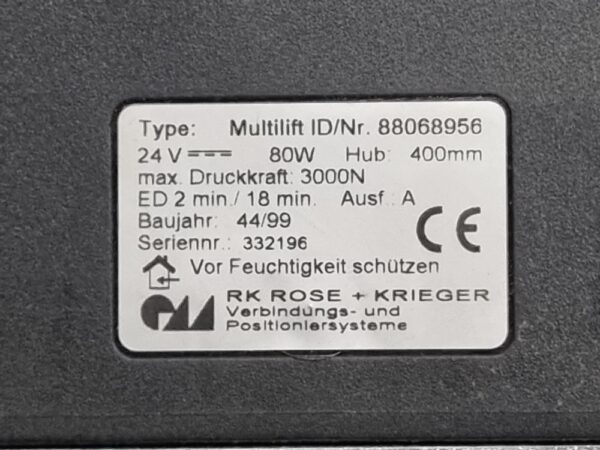 Type: Multilift ID/Nr. 88068956
24 V 80W Hub: 400mm
max. Druckkraft: 3000N
ED 2 min./ 18 min. Ausf.: A
Baujahr: 44/99
Seriennr.: 332196
CE
Vor Feuchtigkeit schützen
RK ROSE + KRIEGER
Verbindungs- und
Positioniersysteme